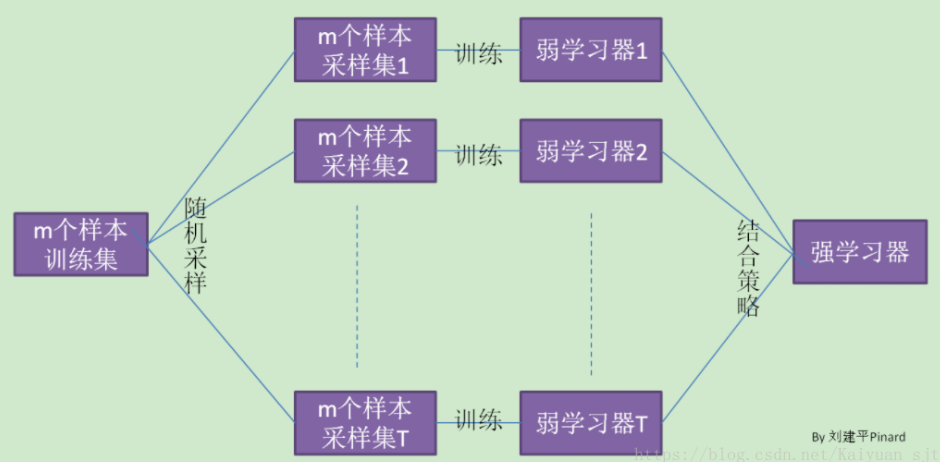 m个样本
采样集1
训练
弱学习器1
m个样本
采样集2
训练
弱学习器2
m个样本
训练集
随机采样
结合策略
强学习器
m个样本
采样集T
训练
弱学习器T
By 刘建平Pinard
https://blog.csdn.net/Kaiyuan_sjt